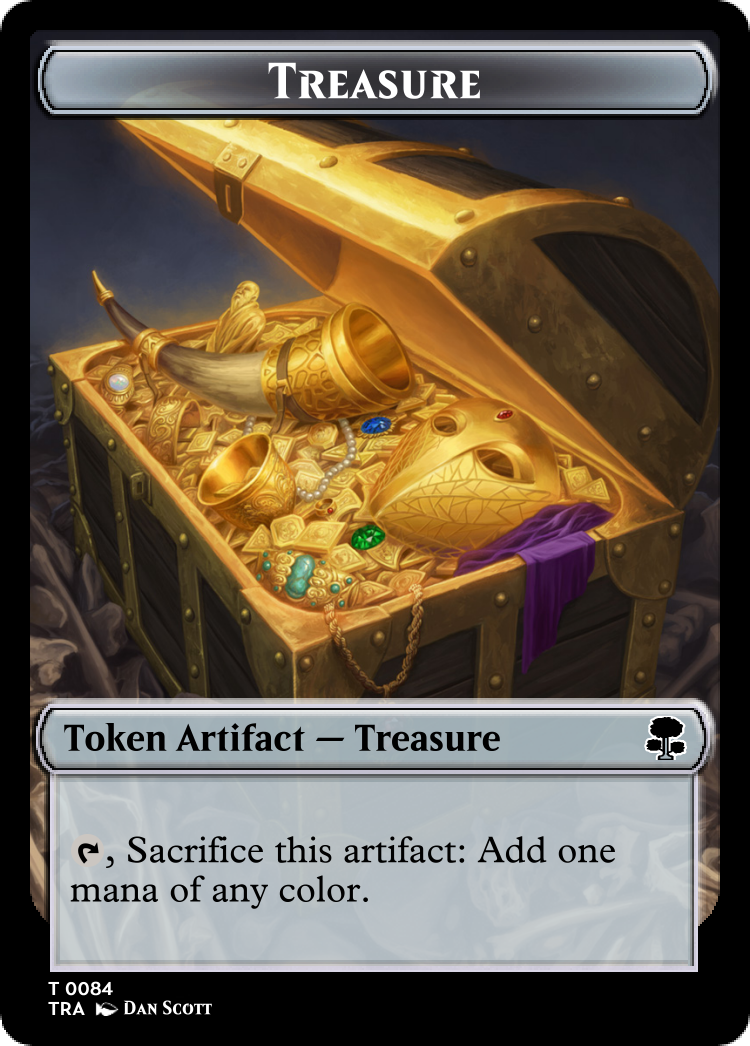 Treasure
Token Artifact — Treasure
, Sacrifice this artifact: Add one
mana of any color.
T 0084
TRA Dan Scott